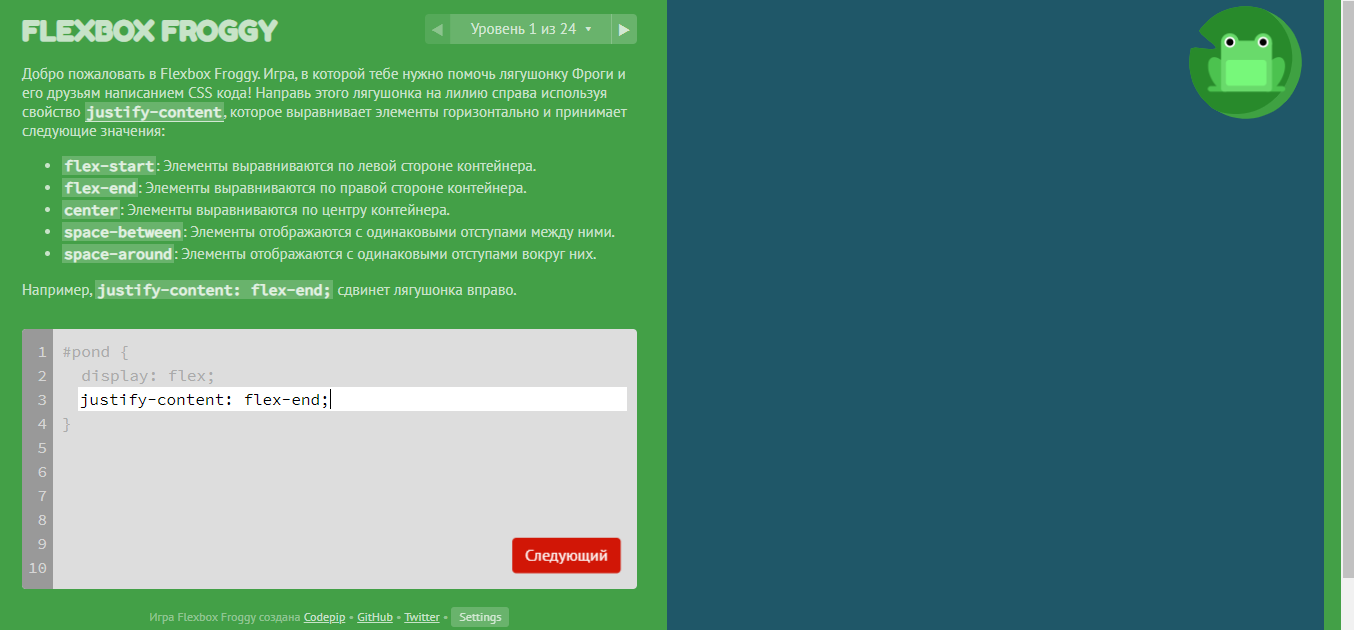 FLEXBOX FROGGY
Уровень 1 из 24
Добро пожаловать в Flexbox Froggy. Игра, в которой тебе нужно помочь лягушонку Фроги и
его друзьям написанием CSS кода! Направь этого лягушонка на лилию справа используя
свойство justify-content, которое выравнивает элементы горизонтально и принимает
следующие значения:
• flex-start: Элементы выравниваются по левой стороне контейнера.
• flex-end: Элементы выравниваются по правой стороне контейнера.
• center: Элементы выравниваются по центру контейнера.
• space-between: Элементы отображаются с одинаковыми отступами между ними.
• space-around: Элементы отображаются с одинаковыми отступами вокруг них.
Например, justify-content: flex-end; сдвинет лягушонка вправо.
1 #pond {
2 display: flex;
3 justify-content: flex-end;
4 }
5
6
7
8
9
10
Следующий
Игра Flexbox Froggy создана Codepip • GitHub • Twitter • Settings